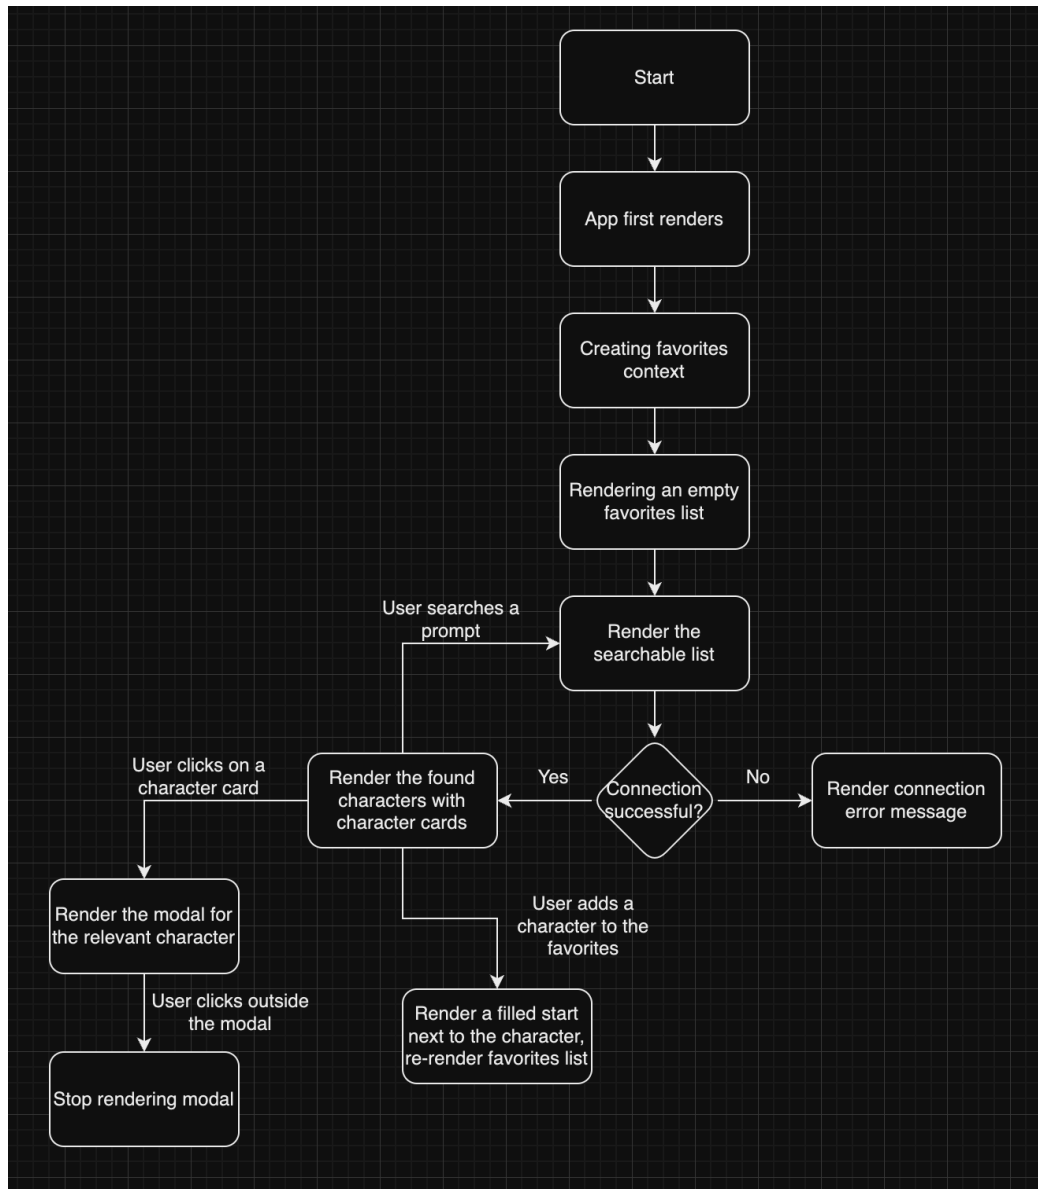 Start
App first renders
Creating favorites
context
Rendering an empty
favorites list
User searches a
prompt
Render the
searchable list
User clicks on a
character card
Render the found
characters with
character cards
Yes
Connection
successful?
No
Render connection
error message
Render the modal for
the relevant character
User adds a
character to the
favorites
User clicks outside
the modal
Render a filled start
next to the character,
re-render favorites list
Stop rendering modal